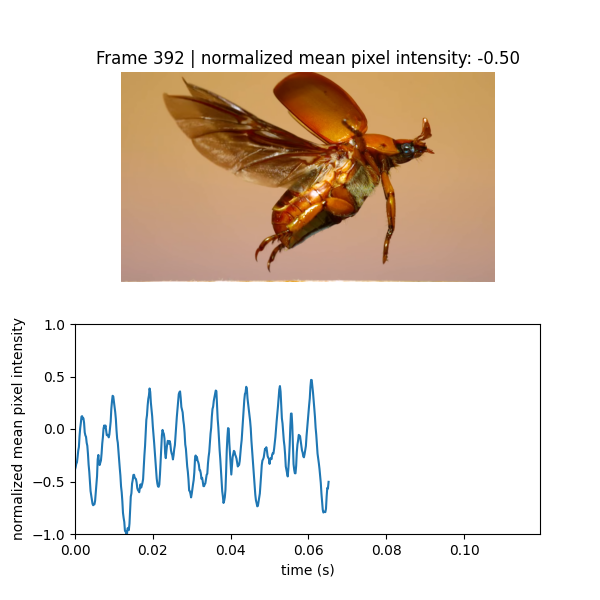 Frame 392 | normalized mean pixel intensity: -0.50
normalized mean pixel intensity
1.0
0.5
0.0
−0.5
−1.0
0.00 0.02 0.04 0.06 0.08 0.10
time (s)